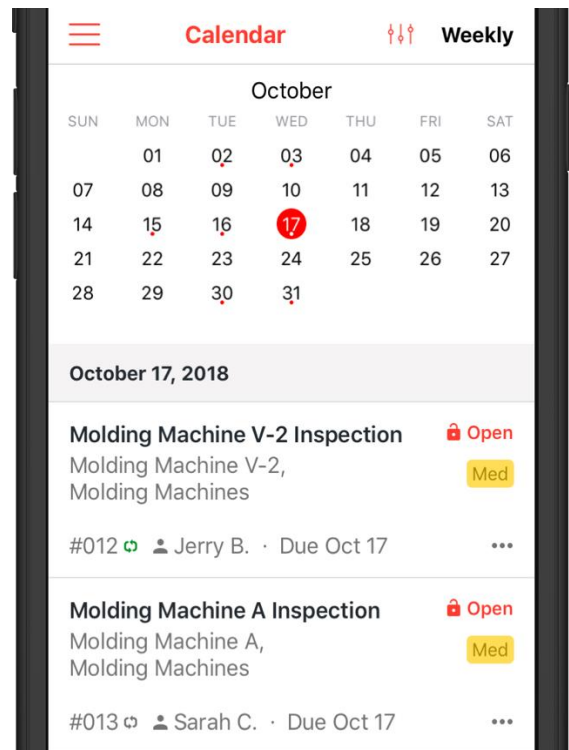 Calendar Weekly
October
SUN MON TUE WED THU FRI SAT
01 02 03 04 05 06
07 08 09 10 11 12 13
14 15 16 17 18 19 20
21 22 23 24 25 26 27
28 29 30 31
October 17, 2018
Molding Machine V-2 Inspection Open
Molding Machine V-2, Med
Molding Machines
#012 Jerry B. · Due Oct 17 •••
Molding Machine A Inspection Open
Molding Machine A, Med
Molding Machines
#013 Sarah C. · Due Oct 17 •••